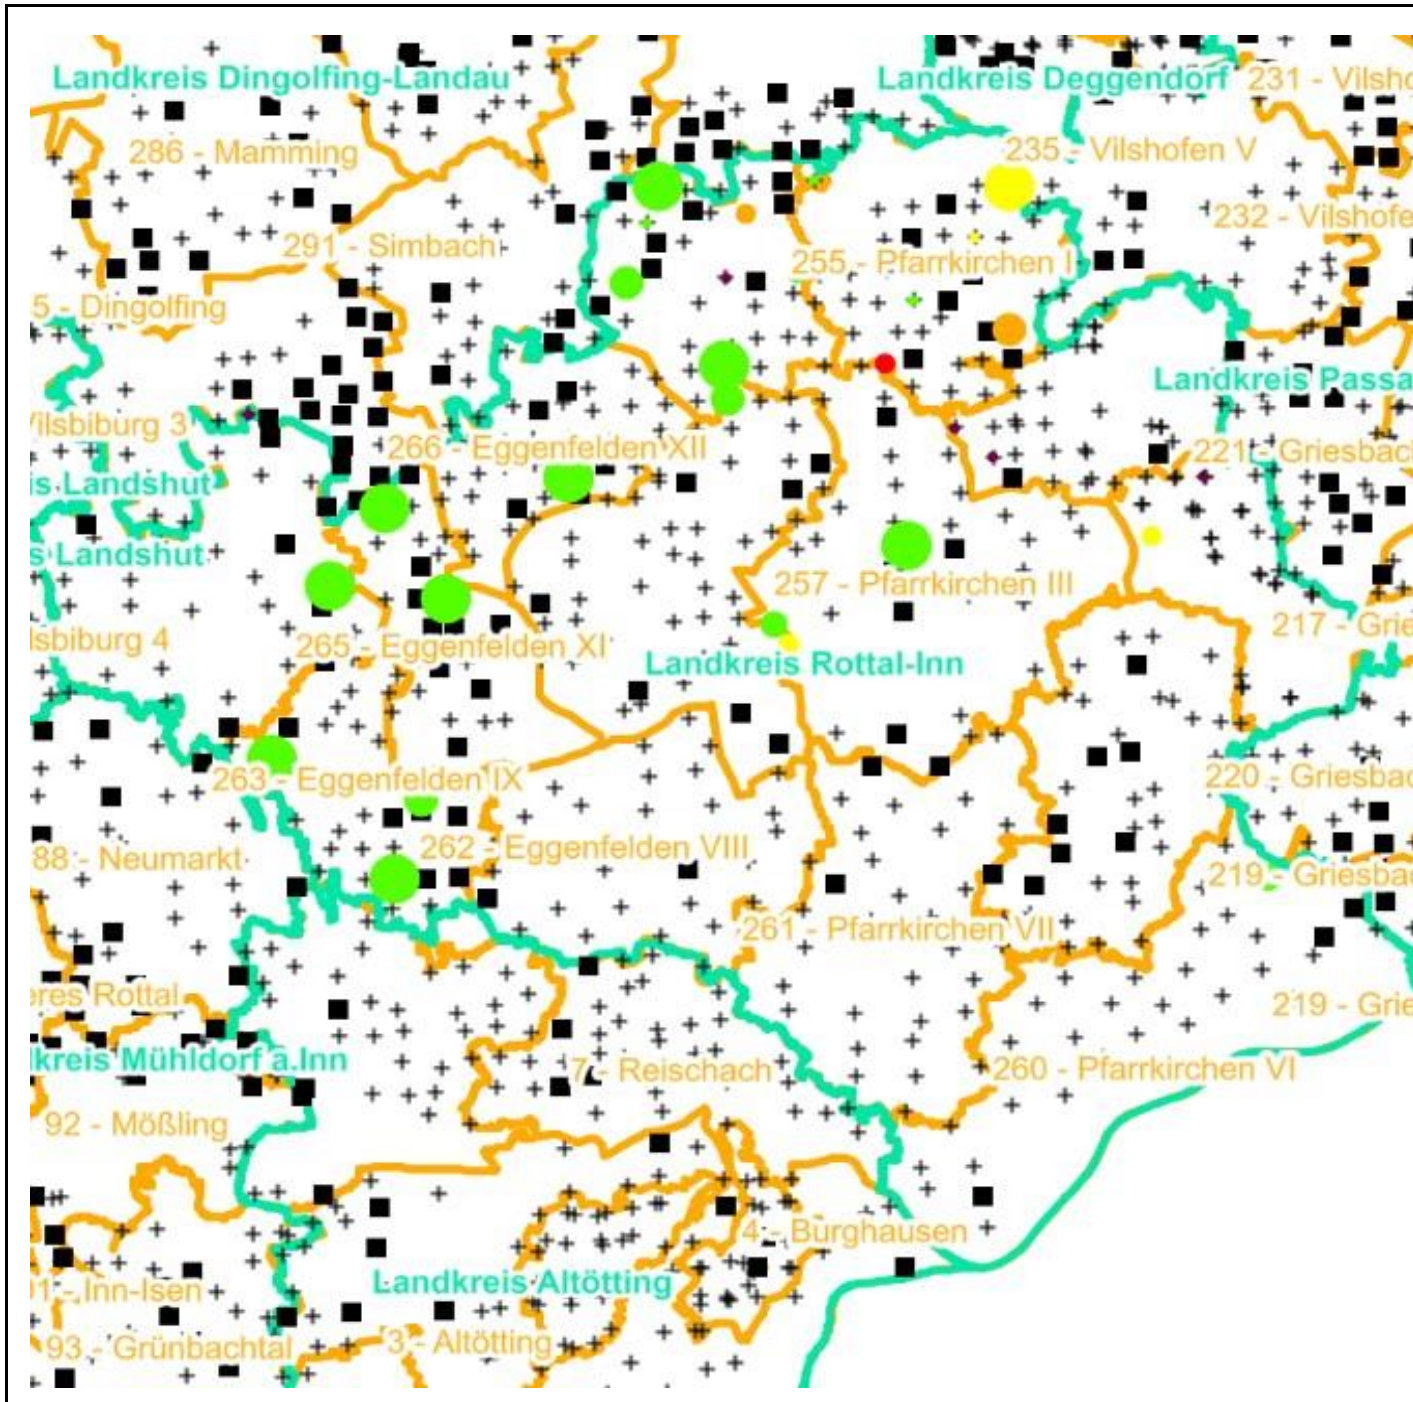 Landkreis Dingolfing-Landau
Landkreis Deggendorf
231 - Vilsho
286 - Mamming
235 - Vilshofen V
232 - Vilshofe
291 - Simbach
255 - Pfarrkirchen I
5 - Dingolfing
Landkreis Passa
ilsbiburg 3
266 - Eggenfelden XII
221 - Griesbach
is Landshut
s Landshut
257 - Pfarrkirchen III
217 - Grie
lsbiburg 4
265 - Eggenfelden XI
Landkreis Rottal-Inn
263 - Eggenfelden IX
220 - Griesbac
88 - Neumarkt
262 - Eggenfelden VIII
219 - Griesbac
261 - Pfarrkirchen VII
eres Rottal
219 - Grie
lkreis Mühldorf a.Inn
7 - Reischach
260 - Pfarrkirchen VI
92 - Mößling
4 - Burghausen
1 - Inn-Isen
Landkreis Altötting
93 - Grünbachtal
3 - Altötting